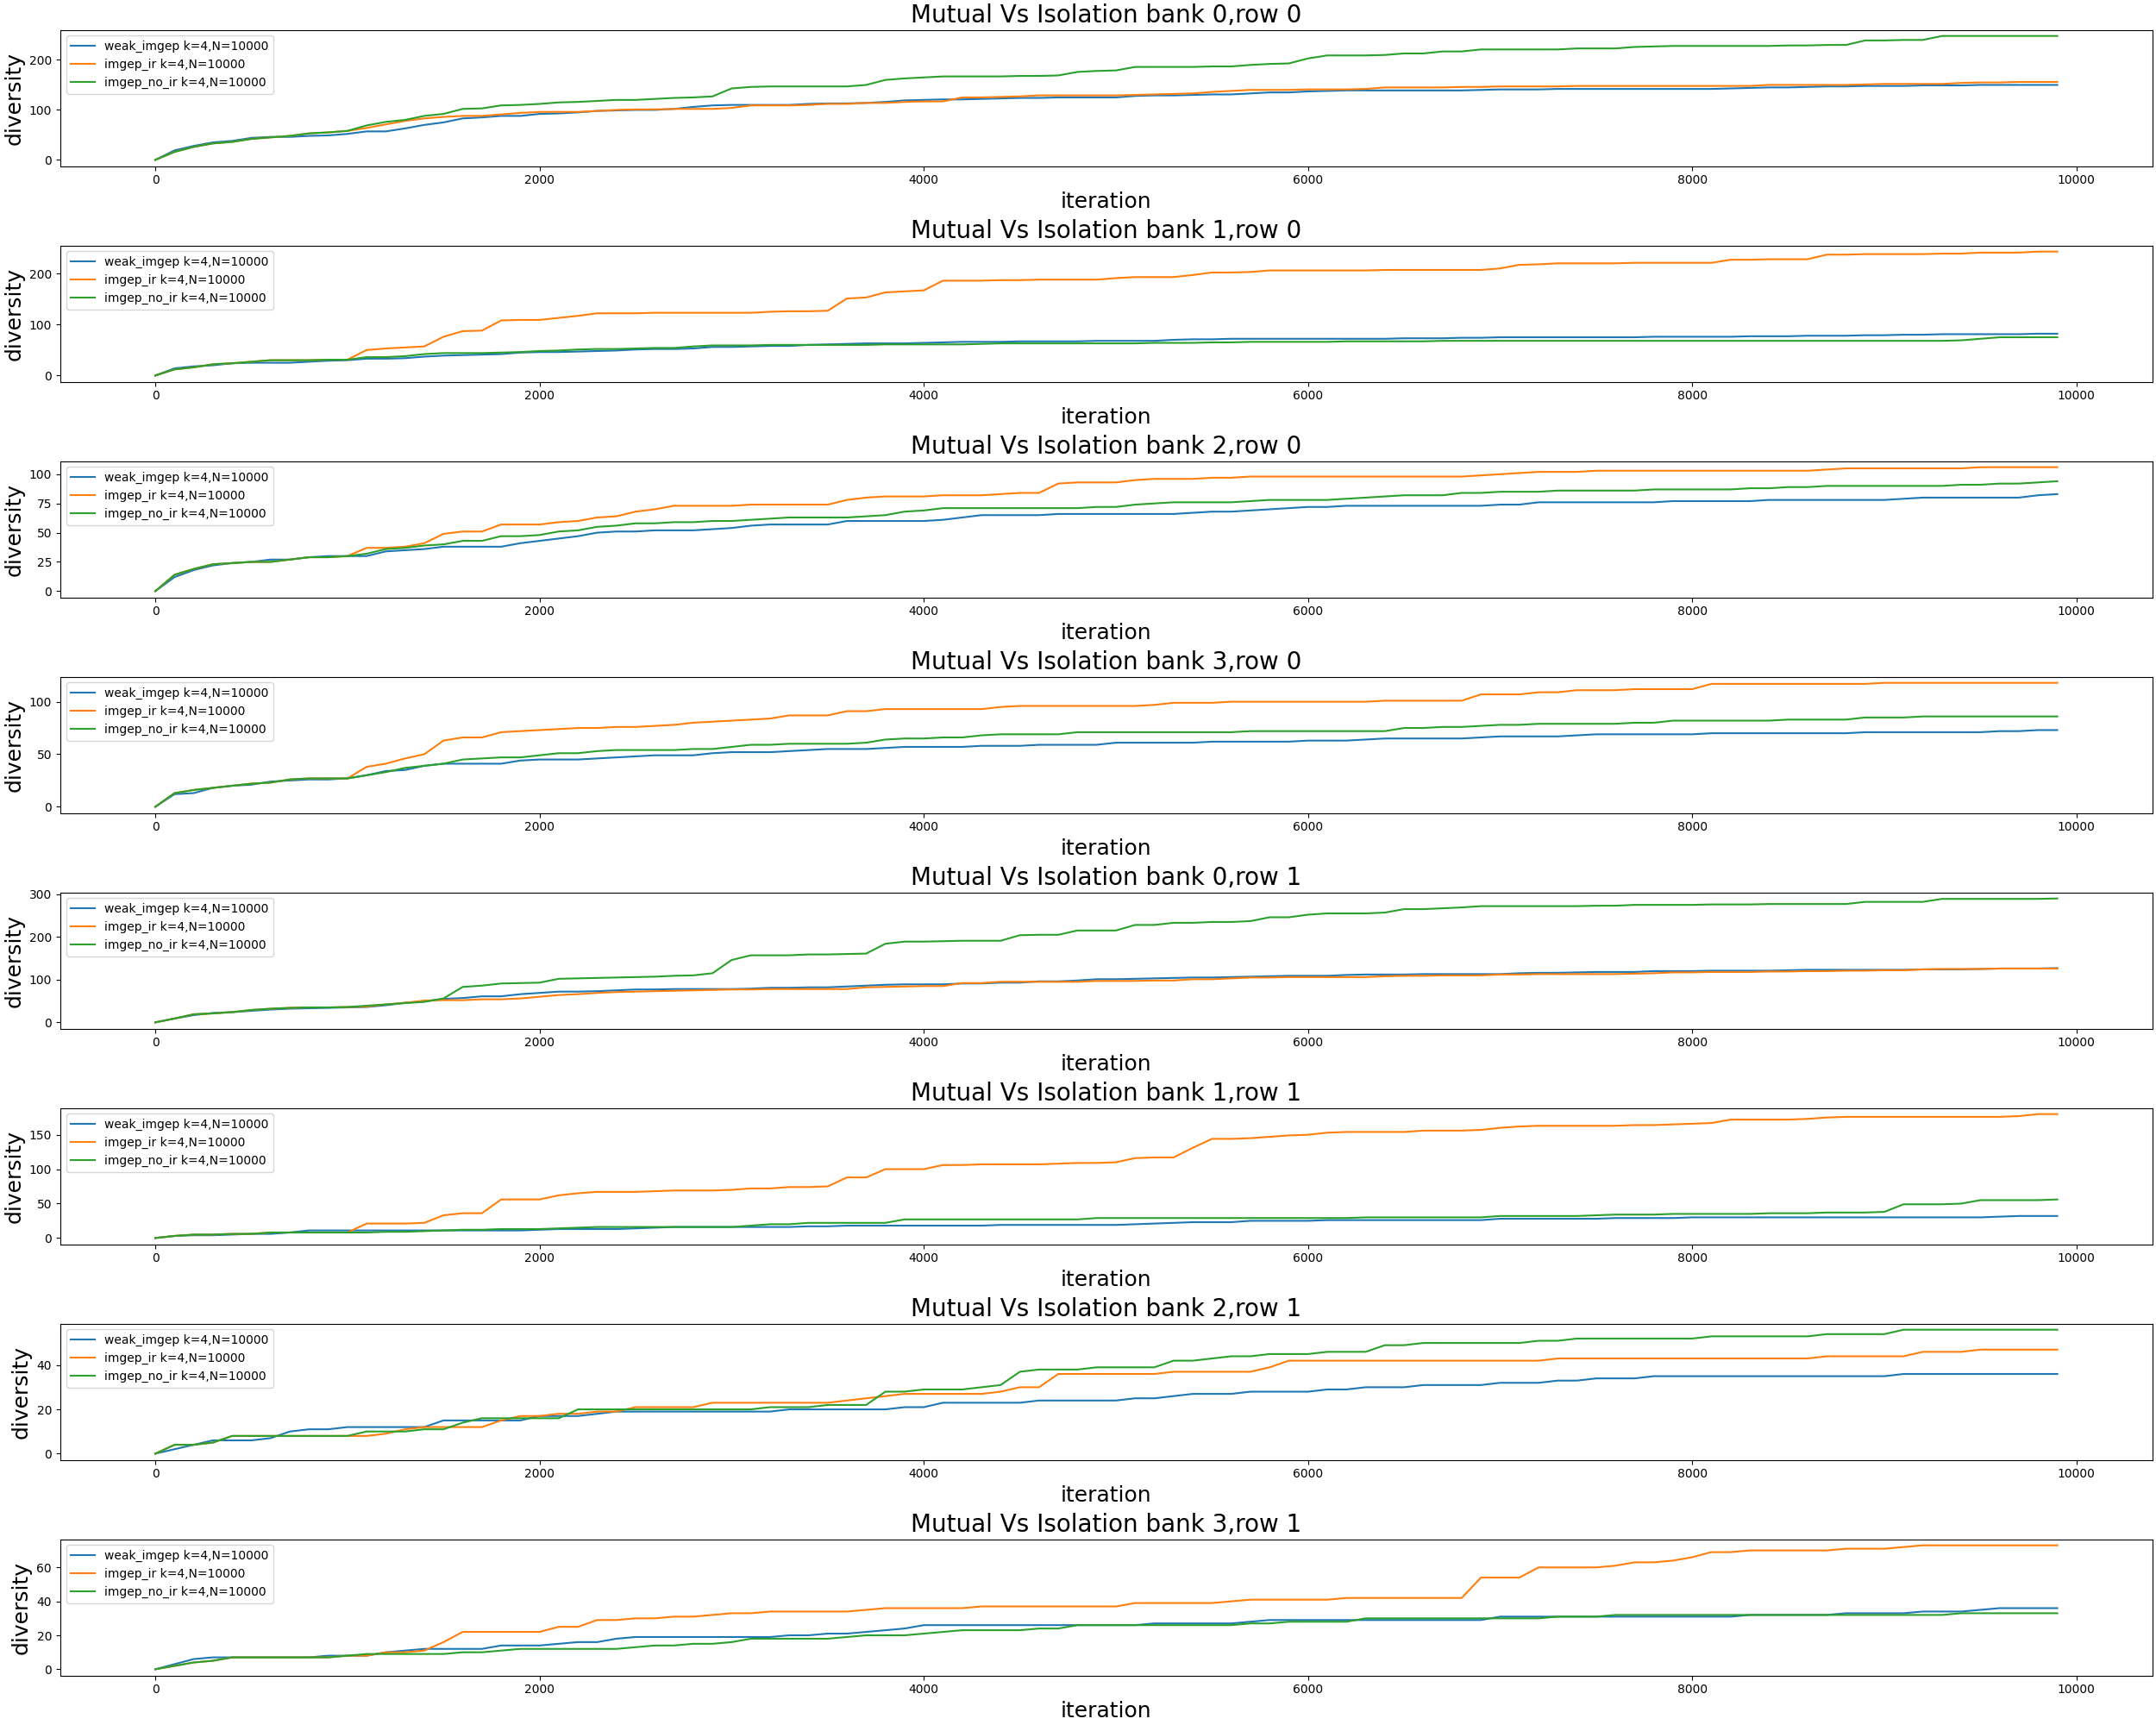 Mutual Vs Isolation bank 0,row 0
weak_imgep k=4,N=10000
imgep_ir k=4,N=10000
imgep_no_ir k=4,N=10000
diversity
200
100
0
0 2000 4000 6000 8000 10000
iteration
Mutual Vs Isolation bank 1,row 0
weak_imgep k=4,N=10000
imgep_ir k=4,N=10000
imgep_no_ir k=4,N=10000
diversity
200
100
0
0 2000 4000 6000 8000 10000
iteration
Mutual Vs Isolation bank 2,row 0
weak_imgep k=4,N=10000
imgep_ir k=4,N=10000
imgep_no_ir k=4,N=10000
diversity
100
75
50
25
0
0 2000 4000 6000 8000 10000
iteration
Mutual Vs Isolation bank 3,row 0
weak_imgep k=4,N=10000
imgep_ir k=4,N=10000
imgep_no_ir k=4,N=10000
diversity
100
50
0
0 2000 4000 6000 8000 10000
iteration
Mutual Vs Isolation bank 0,row 1
weak_imgep k=4,N=10000
imgep_ir k=4,N=10000
imgep_no_ir k=4,N=10000
diversity
300
200
100
0
0 2000 4000 6000 8000 10000
iteration
Mutual Vs Isolation bank 1,row 1
weak_imgep k=4,N=10000
imgep_ir k=4,N=10000
imgep_no_ir k=4,N=10000
diversity
150
100
50
0
0 2000 4000 6000 8000 10000
iteration
Mutual Vs Isolation bank 2,row 1
weak_imgep k=4,N=10000
imgep_ir k=4,N=10000
imgep_no_ir k=4,N=10000
diversity
40
20
0
0 2000 4000 6000 8000 10000
iteration
Mutual Vs Isolation bank 3,row 1
weak_imgep k=4,N=10000
imgep_ir k=4,N=10000
imgep_no_ir k=4,N=10000
diversity
60
40
20
0
0 2000 4000 6000 8000 10000
iteration